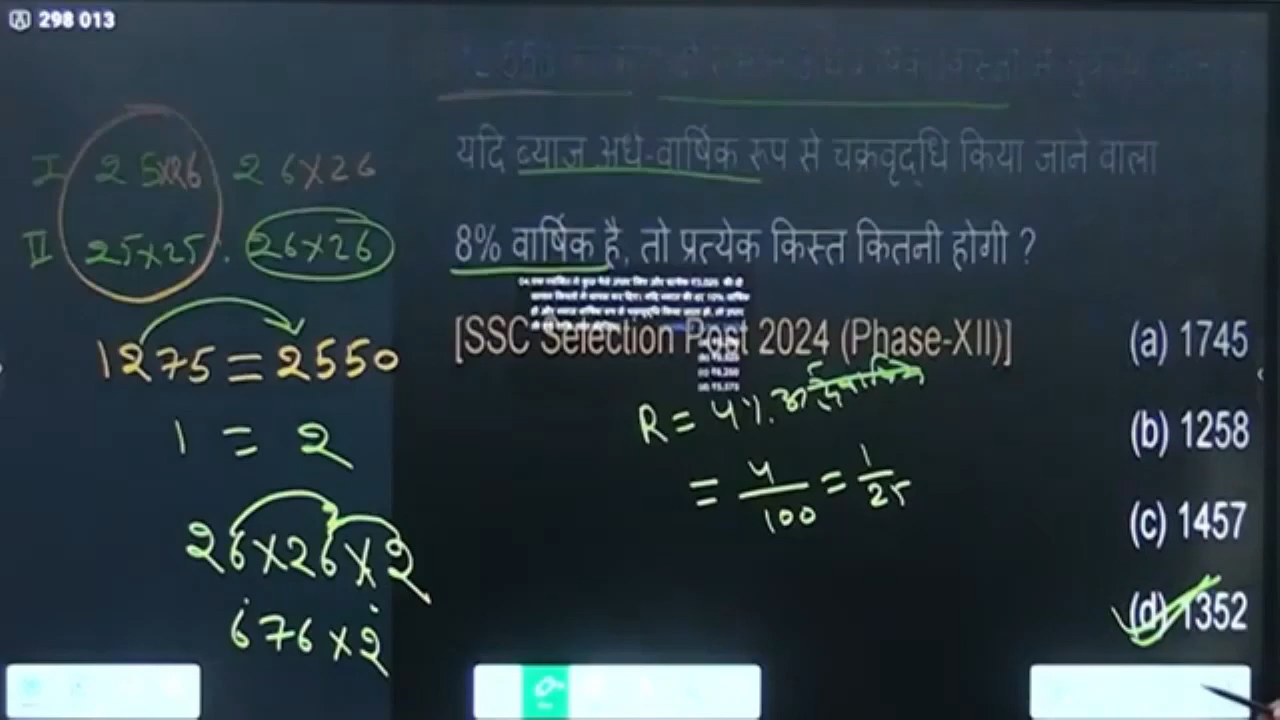 298 013
यदि ब्याज अर्ध-वार्षिक रूप से चक्रवृद्धि किया जाने वाला
8% वार्षिक है, तो प्रत्येक किस्त कितनी होगी ?
[SSC Selection Post 2024 (Phase-XII)]
(a) 1745
(b) 1258
(c) 1457
(d) 1352
I 25×26 26×26
II 25×25 . 26×26
1275 = 2550
1 = 2
26×26×2
676×2
R = 4%
= 4/100 = 1/25